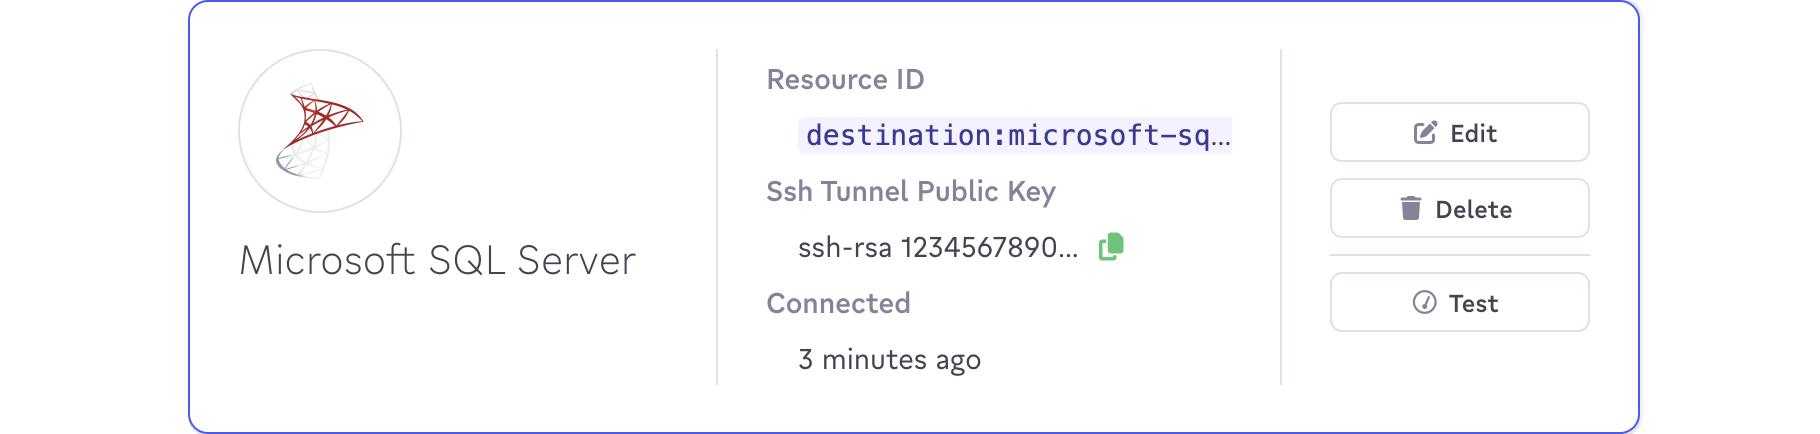 Microsoft SQL Server
Resource ID
destination:microsoft-sq...
Ssh Tunnel Public Key
ssh-rsa 1234567890...
Connected
3 minutes ago
Edit
Delete
Test